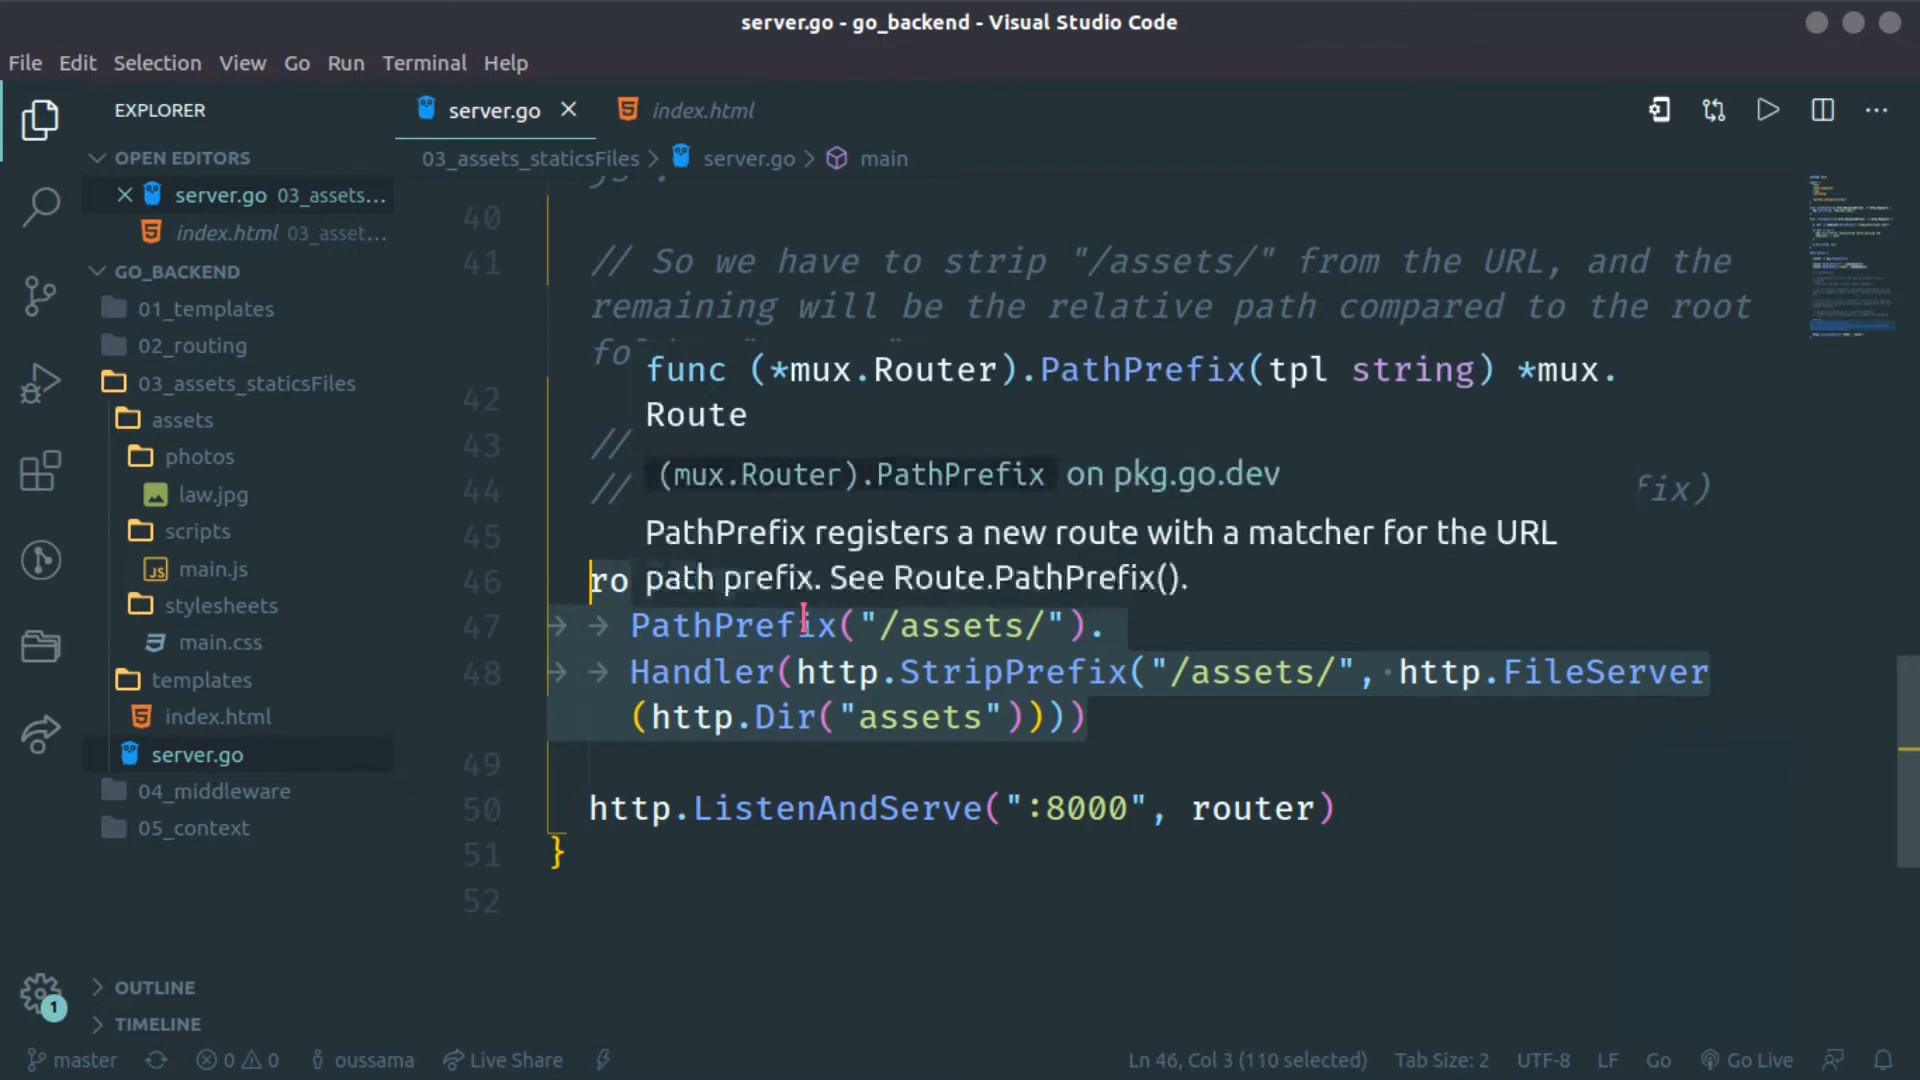 server.go - go_backend - Visual Studio Code
File Edit Selection View Go Run Terminal Help
EXPLORER
OPEN EDITORS
server.go 03_assets...
index.html 03_asset...
GO_BACKEND
01_templates
02_routing
03_assets_staticsFiles
assets
photos
law.jpg
scripts
main.js
stylesheets
main.css
templates
index.html
server.go
04_middleware
05_context
OUTLINE
TIMELINE
server.go index.html
03_assets_staticsFiles > server.go > main
40
41 // So we have to strip "/assets/" from the URL, and the
remaining will be the relative path compared to the root
fo
func (*mux.Router).PathPrefix(tpl string) *mux.
42 Route
43 //
(mux.Router).PathPrefix on pkg.go.dev
44 // fix)
45 PathPrefix registers a new route with a matcher for the URL
path prefix. See Route.PathPrefix().
46 ro
47 PathPrefix("/assets/").
48 Handler(http.StripPrefix("/assets/", http.FileServer
(http.Dir("assets"))))
49
50 http.ListenAndServe(":8000", router)
51 }
52
1
master 0 0 oussama Live Share Ln 46, Col 3 (110 selected) Tab Size: 2 UTF-8 LF Go Go Live